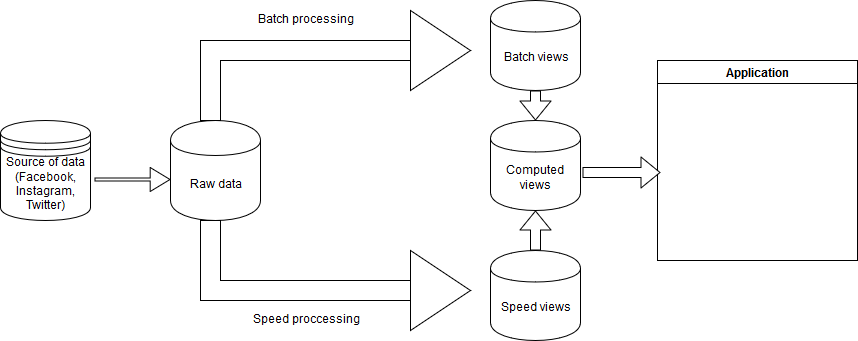 Batch processing
Batch views
Application
Source of data
(Facebook,
Instagram,
Twitter)
Raw data
Computed
views
Speed views
Speed proccessing